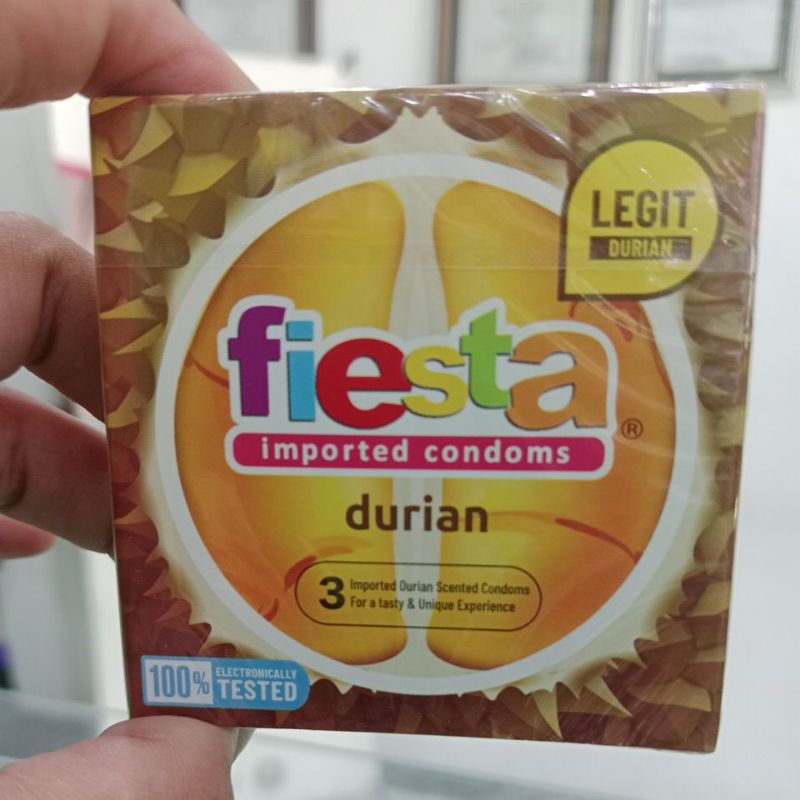 LEGIT
DURIAN
fiesta
®
imported condoms
durian
3 Imported Durian Scented Condoms
For a tasty & Unique Experience
100% ELECTRONICALLY
TESTED